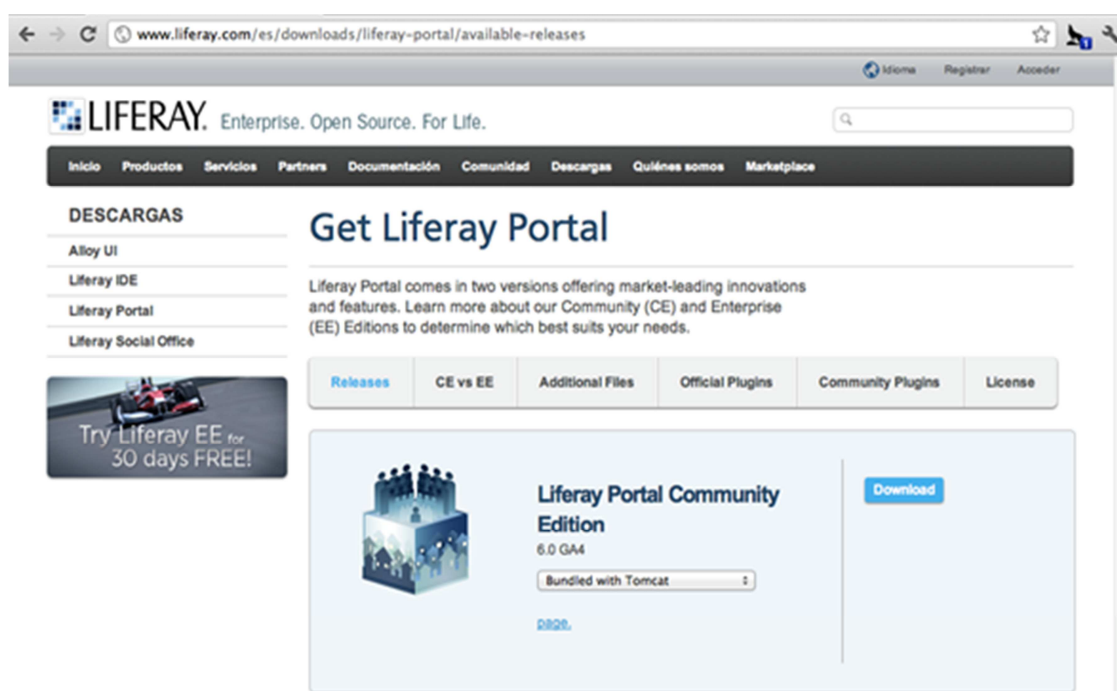 www.liferay.com/es/downloads/liferay-portal/available-releases
1
Idioma Registrar Acceder
LIFERAY. Enterprise. Open Source. For Life.
Inicio Productos Servicios Partners Documentación Comunidad Descargas Quiénes somos Marketplace
DESCARGAS
Alloy UI
Liferay IDE
Liferay Portal
Liferay Social Office
Try Liferay EE for
30 days FREE!
Get Liferay Portal
Liferay Portal comes in two versions offering market-leading innovations
and features. Learn more about our Community (CE) and Enterprise
(EE) Editions to determine which best suits your needs.
Releases CE vs EE Additional Files Official Plugins Community Plugins License
Liferay Portal Community
Edition
6.0 GA4
Bundled with Tomcat
page.
Download